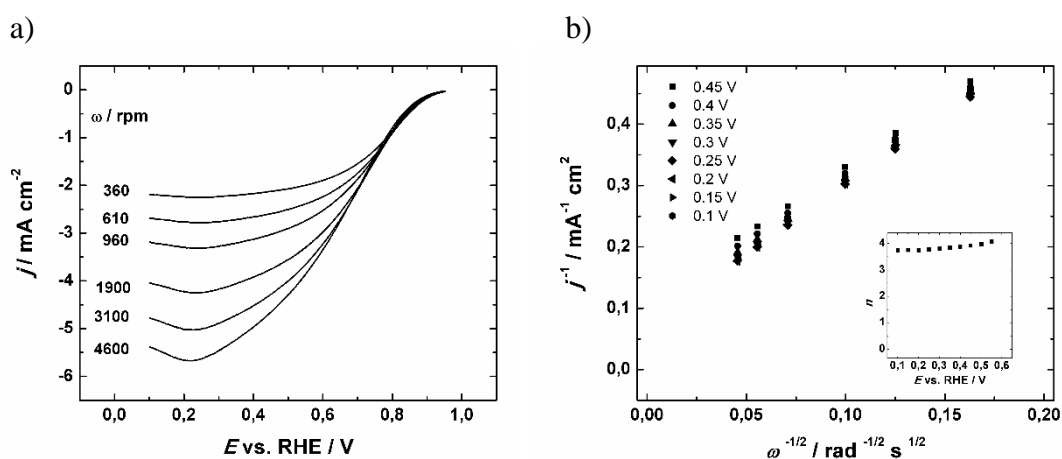 a)
ω / rpm
360
610
960
1900
3100
4600
0
-1
-2
-3
-4
-5
-6
j / mA cm-2
0,0 0,2 0,4 0,6 0,8 1,0
E vs. RHE / V
b)
0.45 V
0.4 V
0.35 V
0.3 V
0.25 V
0.2 V
0.15 V
0.1 V
0,4
0,3
0,2
0,1
0,0
j-1 / mA-1 cm2
0,00 0,05 0,10 0,15 0,20
ω -1/2 / rad -1/2 s 1/2
4
3
2
1
0
n
0,1 0,2 0,3 0,4 0,5 0,6
E vs. RHE / V